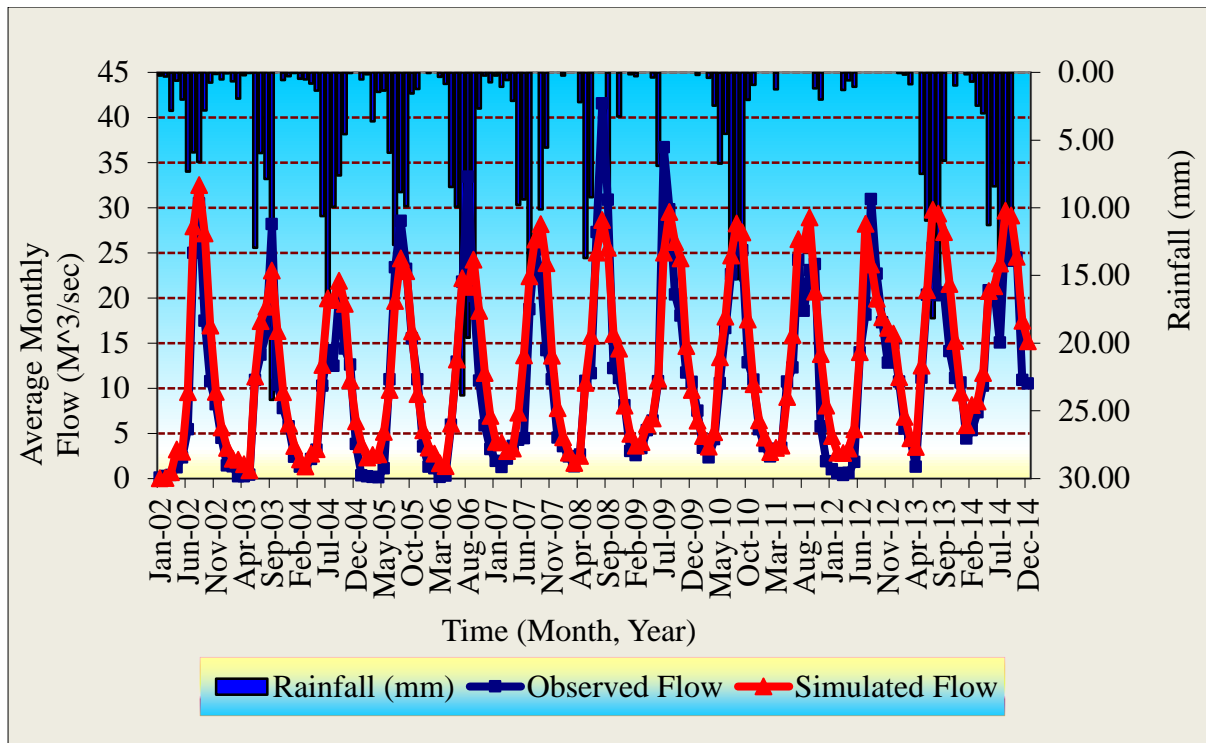 45
40
35
30
25
20
15
10
5
0
Average Monthly
Flow (M^3/sec)
0.00
5.00
10.00
15.00
20.00
25.00
30.00
Rainfall (mm)
Jan-02
Jun-02
Nov-02
Apr-03
Sep-03
Feb-04
Jul-04
Dec-04
May-05
Oct-05
Mar-06
Aug-06
Jan-07
Jun-07
Nov-07
Apr-08
Sep-08
Feb-09
Jul-09
Dec-09
May-10
Oct-10
Mar-11
Aug-11
Jan-12
Jun-12
Nov-12
Apr-13
Sep-13
Feb-14
Jul-14
Dec-14
Time (Month, Year)
Rainfall (mm) Observed Flow Simulated Flow